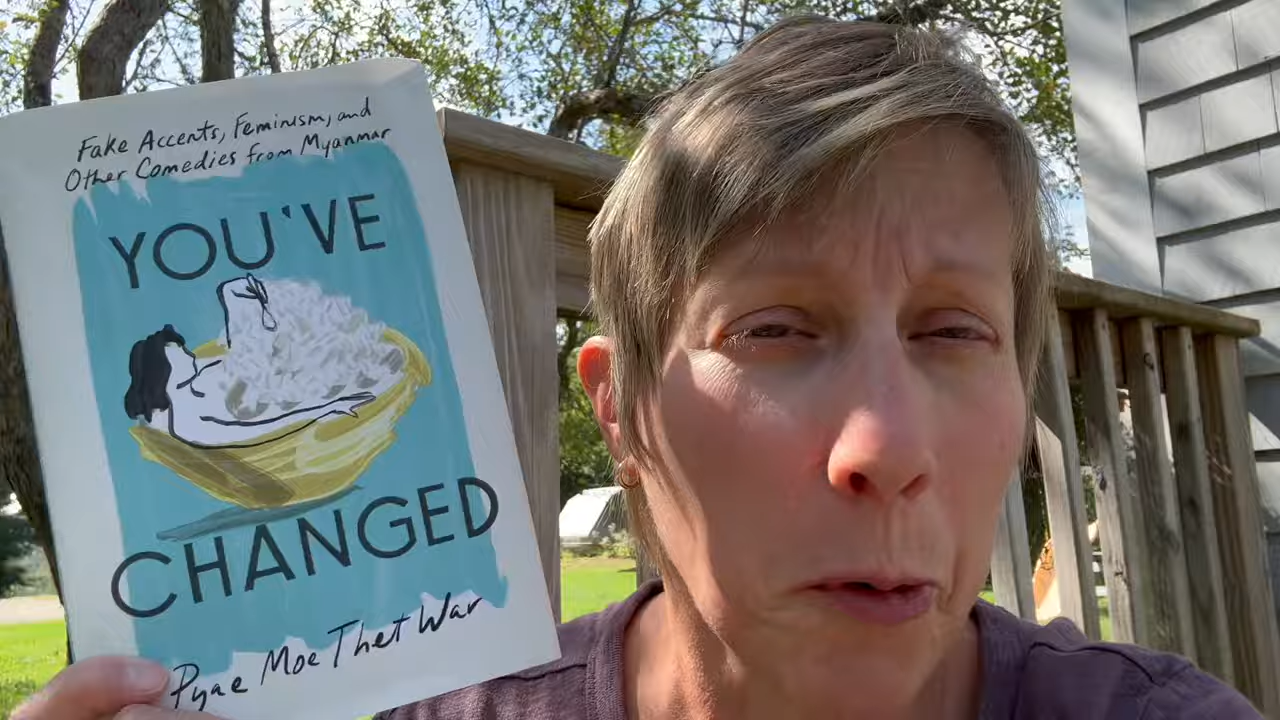 Fake Accents, Feminism, and
Other Comedies from Myanmar
YOU'VE
CHANGED
Pyae Moe Thet War